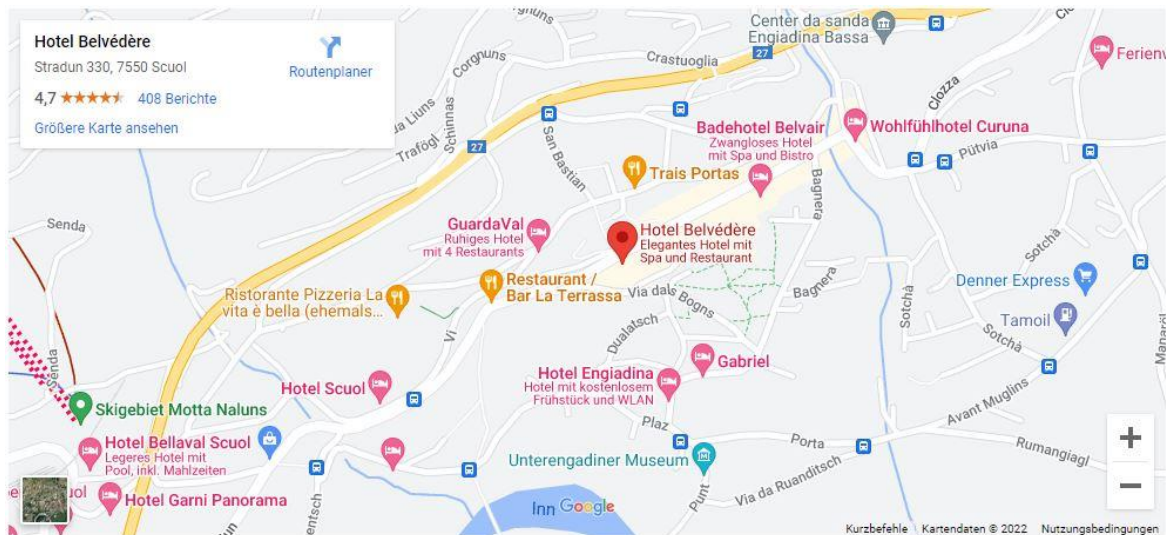 Hotel Belvédère
Stradun 330, 7550 Scuol
Routenplaner
4,7
408 Berichte
Größere Karte ansehen
Center da sanda
Engiadina Bassa
27
Crastuoglia
Corgnuns
Clozza
Schinnas
Trafögl
27
San Bastian
Badehotel Belvair
Zwangloses Hotel
mit Spa und Bistro
Wohlfühlhotel Curuna
Pütvia
Trais Portas
Bagnera
Senda
GuardaVal
Ruhiges Hotel
mit 4 Restaurants
Hotel Belvédère
Elegantes Hotel mit
Spa und Restaurant
Sotchà
Restaurant /
Bar La Terrassa
Via dals Bogns
Bagnera
Denner Express
Ristorante Pizzeria La
vita è bella (ehemals...
Sotchà
Tamoil
Vi
Dualatsch
Sotchà
Senda
Gabriel
Hotel Engiadina
Hotel mit kostenlosem
Frühstück und WLAN
Hotel Scuol
Skigebiet Motta Naluns
Avant Muglins
Plaz
Porta
Rumangiagl
Hotel Bellaval Scuol
Legeres Hotel mit
Pool, inkl. Mahlzeiten
Unterengadiner Museum
Punt
Via da Ruanditsch
Hotel Garni Panorama
Inn
Google
Kurzbefehle
Kartendaten © 2022
Nutzungsbedingungen